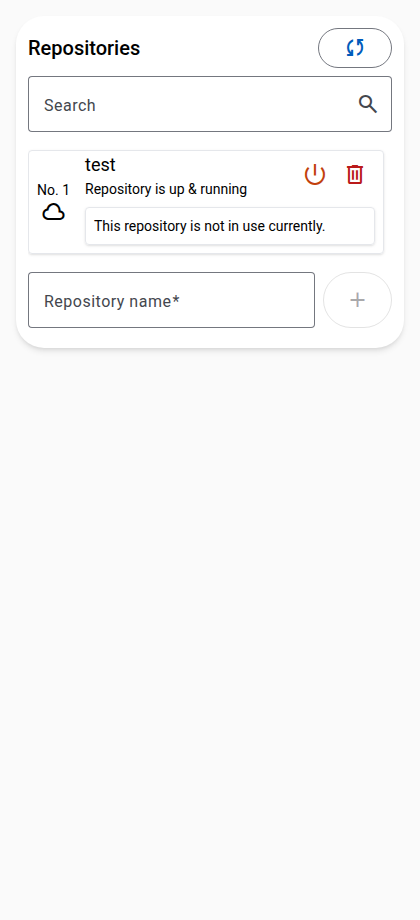 Repositories
Search
test
No. 1
Repository is up & running
This repository is not in use currently.
Repository name*